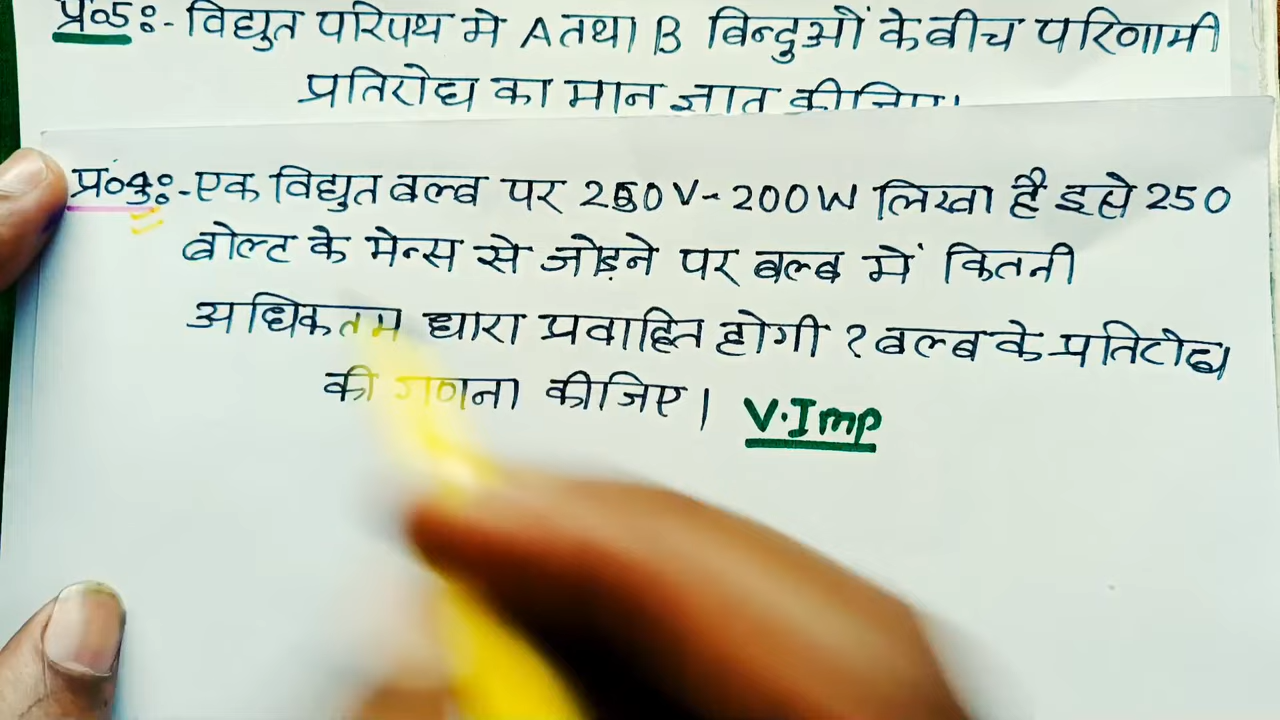 प्र०5:- विद्युत परिपथ मे A तथा B बिन्दुओं के बीच परिणामी
प्रतिरोध का मान ज्ञात कीजिए।
प्र०4:- एक विद्युत बल्ब पर 250V-200W लिखा है इसे 250
वोल्ट के मेन्स से जोड़ने पर बल्ब में कितनी
अधिकतम धारा प्रवाहित होगी ? बल्ब के प्रतिरोध
की गणना कीजिए।
V.Imp